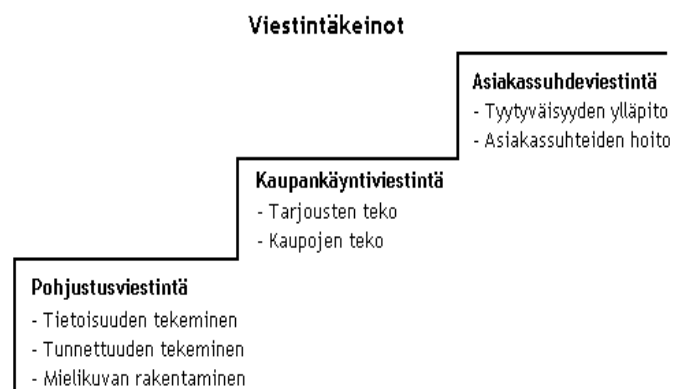 Viestintäkeinot
Asiakassuhdeviestintä
- Tyytyväisyyden ylläpito
- Asiakassuhteiden hoito
Kaupankäyntiviestintä
- Tarjousten teko
- Kaupojen teko
Pohjustusviestintä
- Tietoisuuden tekeminen
- Tunnettuuden tekeminen
- Mielikuvan rakentaminen